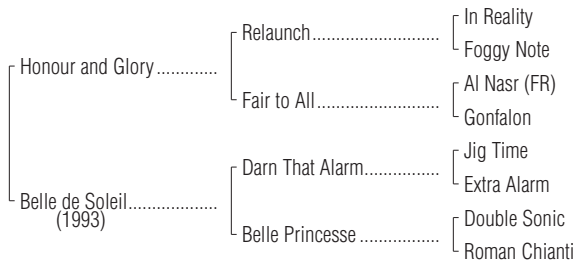 In Reality
Relaunch
Foggy Note
Honour and Glory
Al Nasr (FR)
Fair to All
Gonfalon
Jig Time
Darn That Alarm
Extra Alarm
Belle de Soleil
(1993)
Double Sonic
Belle Princesse
Roman Chianti